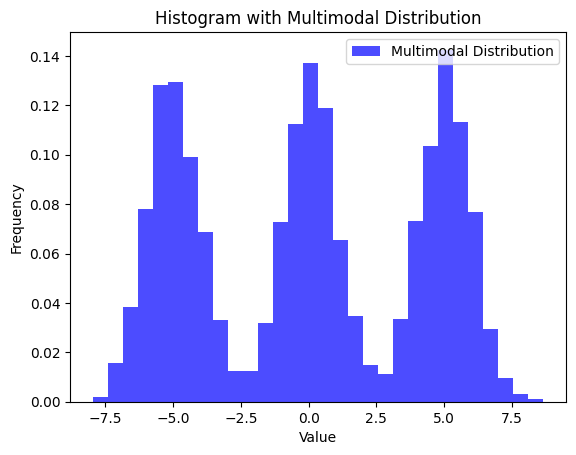 Histogram with Multimodal Distribution
Multimodal Distribution
Frequency
0.14
0.12
0.10
0.08
0.06
0.04
0.02
0.00
−7.5 −5.0 −2.5 0.0 2.5 5.0 7.5
Value